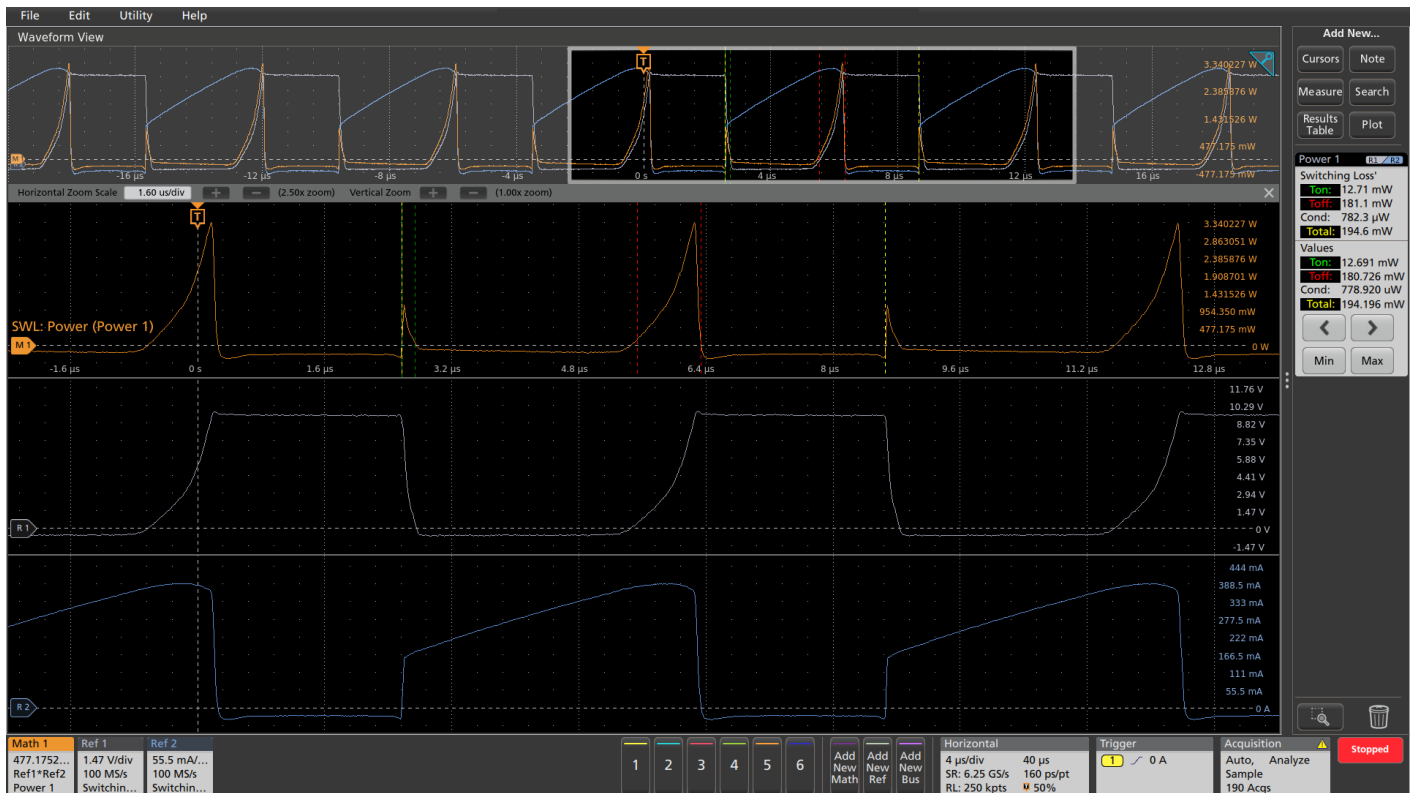 File Edit Utility Help
Waveform View
T
3.340227 W
2.385876 W
1.431526 W
477.175 mW
-477.175 mW
M
-16 µs -12 µs -8 µs -4 µs 0 s 4 µs 8 µs 12 µs 16 µs
Horizontal Zoom Scale 1.60 us/div + − (2.50x zoom) Vertical Zoom + − (1.00x zoom)
T
3.340227 W
2.863051 W
2.385876 W
1.908701 W
1.431526 W
954.350 mW
477.175 mW
0 W
SWL: Power (Power 1)
M 1
-1.6 µs 0 s 1.6 µs 3.2 µs 4.8 µs 6.4 µs 8 µs 9.6 µs 11.2 µs 12.8 µs
11.76 V
10.29 V
8.82 V
7.35 V
5.88 V
4.41 V
2.94 V
1.47 V
0 V
-1.47 V
R 1
444 mA
388.5 mA
333 mA
277.5 mA
222 mA
166.5 mA
111 mA
55.5 mA
0 A
R 2
Add New...
Cursors Note
Measure Search
Results Table Plot
Power 1 R1 / R2
Switching Loss'
Ton: 12.71 mW
Toff: 181.1 mW
Cond: 782.3 µW
Total: 194.6 mW
Values
Ton: 12.691 mW
Toff: 180.726 mW
Cond: 778.920 uW
Total: 194.196 mW
Min Max
Math 1
477.1752...
Ref1*Ref2
Power 1
Ref 1
1.47 V/div
100 MS/s
Switchin...
Ref 2
55.5 mA/...
100 MS/s
Switchin...
1 2 3 4 5 6
Add New Math
Add New Ref
Add New Bus
Horizontal
4 µs/div 40 µs
SR: 6.25 GS/s 160 ps/pt
RL: 250 kpts 50%
Trigger
1 0 A
Acquisition
Auto, Analyze
Sample
190 Acqs
Stopped